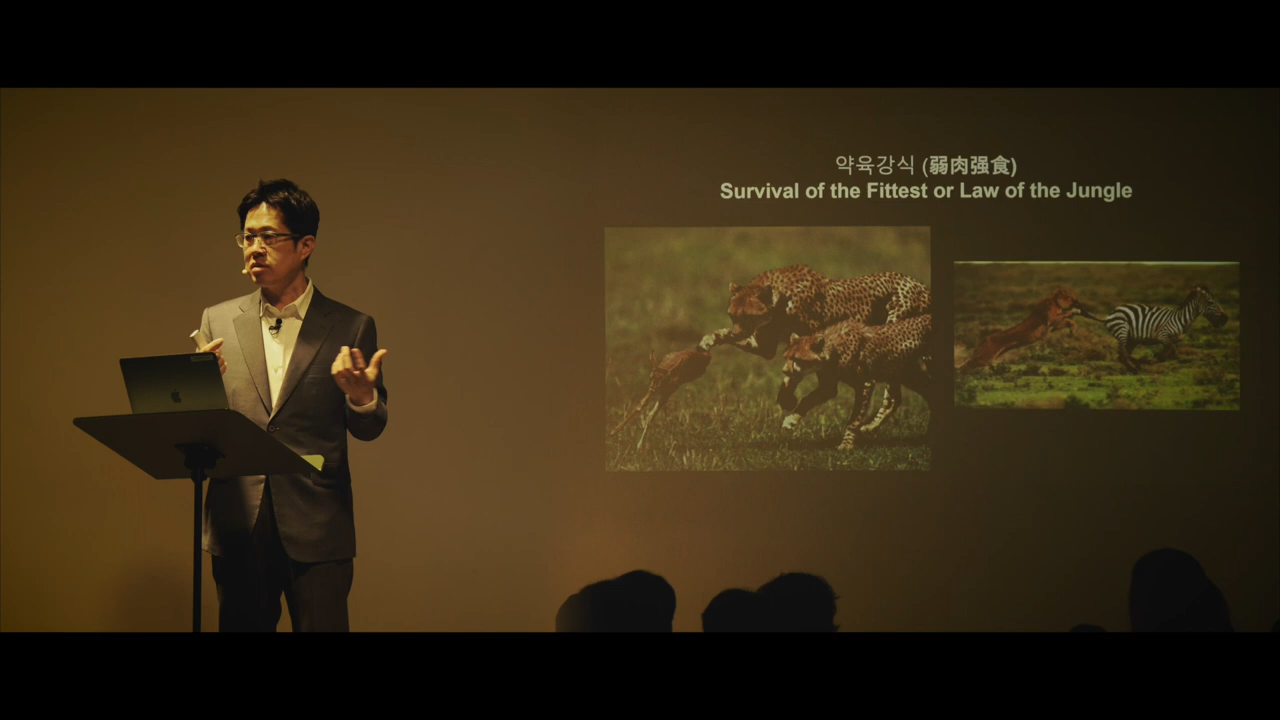 약육강식 (弱肉强食)
Survival of the Fittest or Law of the Jungle